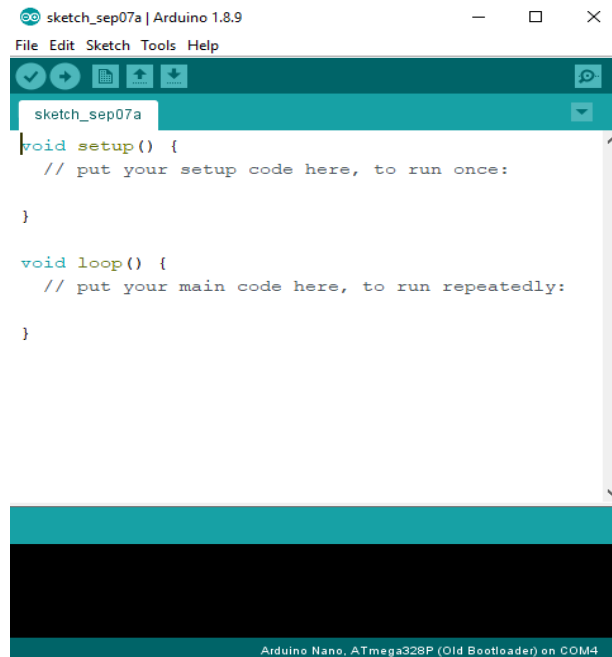 sketch_sep07a | Arduino 1.8.9
File Edit Sketch Tools Help
sketch_sep07a
void setup() {
  // put your setup code here, to run once:
}
void loop() {
  // put your main code here, to run repeatedly:
}
Arduino Nano, ATmega328P (Old Bootloader) on COM4